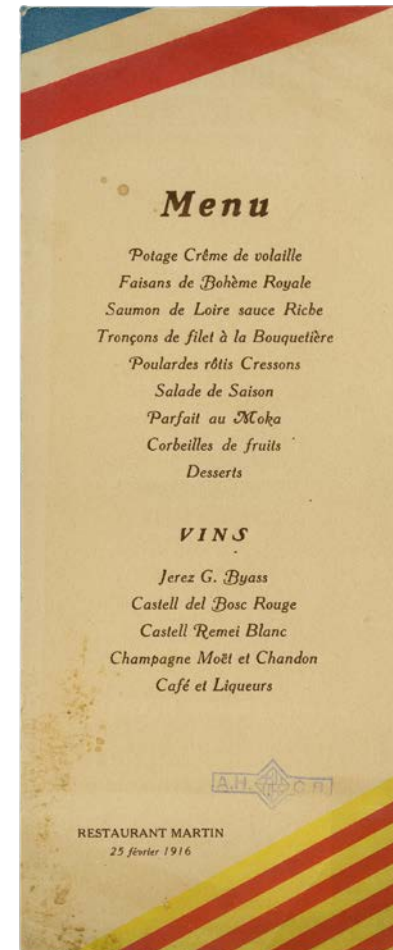 Menu
Potage Crême de volaille
Faisans de Bohème Royale
Saumon de Loire sauce Riche
Tronçons de filet à la Bouquetière
Poulardes rôtis Cressons
Salade de Saison
Parfait au Moka
Corbeilles de fruits
Desserts
VINS
Jerez G. Byass
Castell del Bosc Rouge
Castell Remei Blanc
Champagne Moët et Chandon
Café et Liqueurs
A.H. C B
RESTAURANT MARTIN
25 février 1916